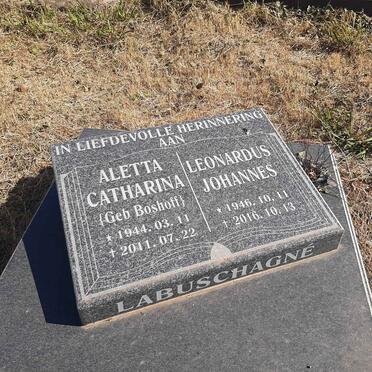 IN LIEFDEVOLLE HERINNERING
AAN
ALETTA
CATHARINA
(Geb Boshoff)
* 1944. 03. 11
† 2011. 07. 22
LEONARDUS
JOHANNES
* 1946. 10. 11
† 2016. 10. 13
LABUSCHAGNÉ